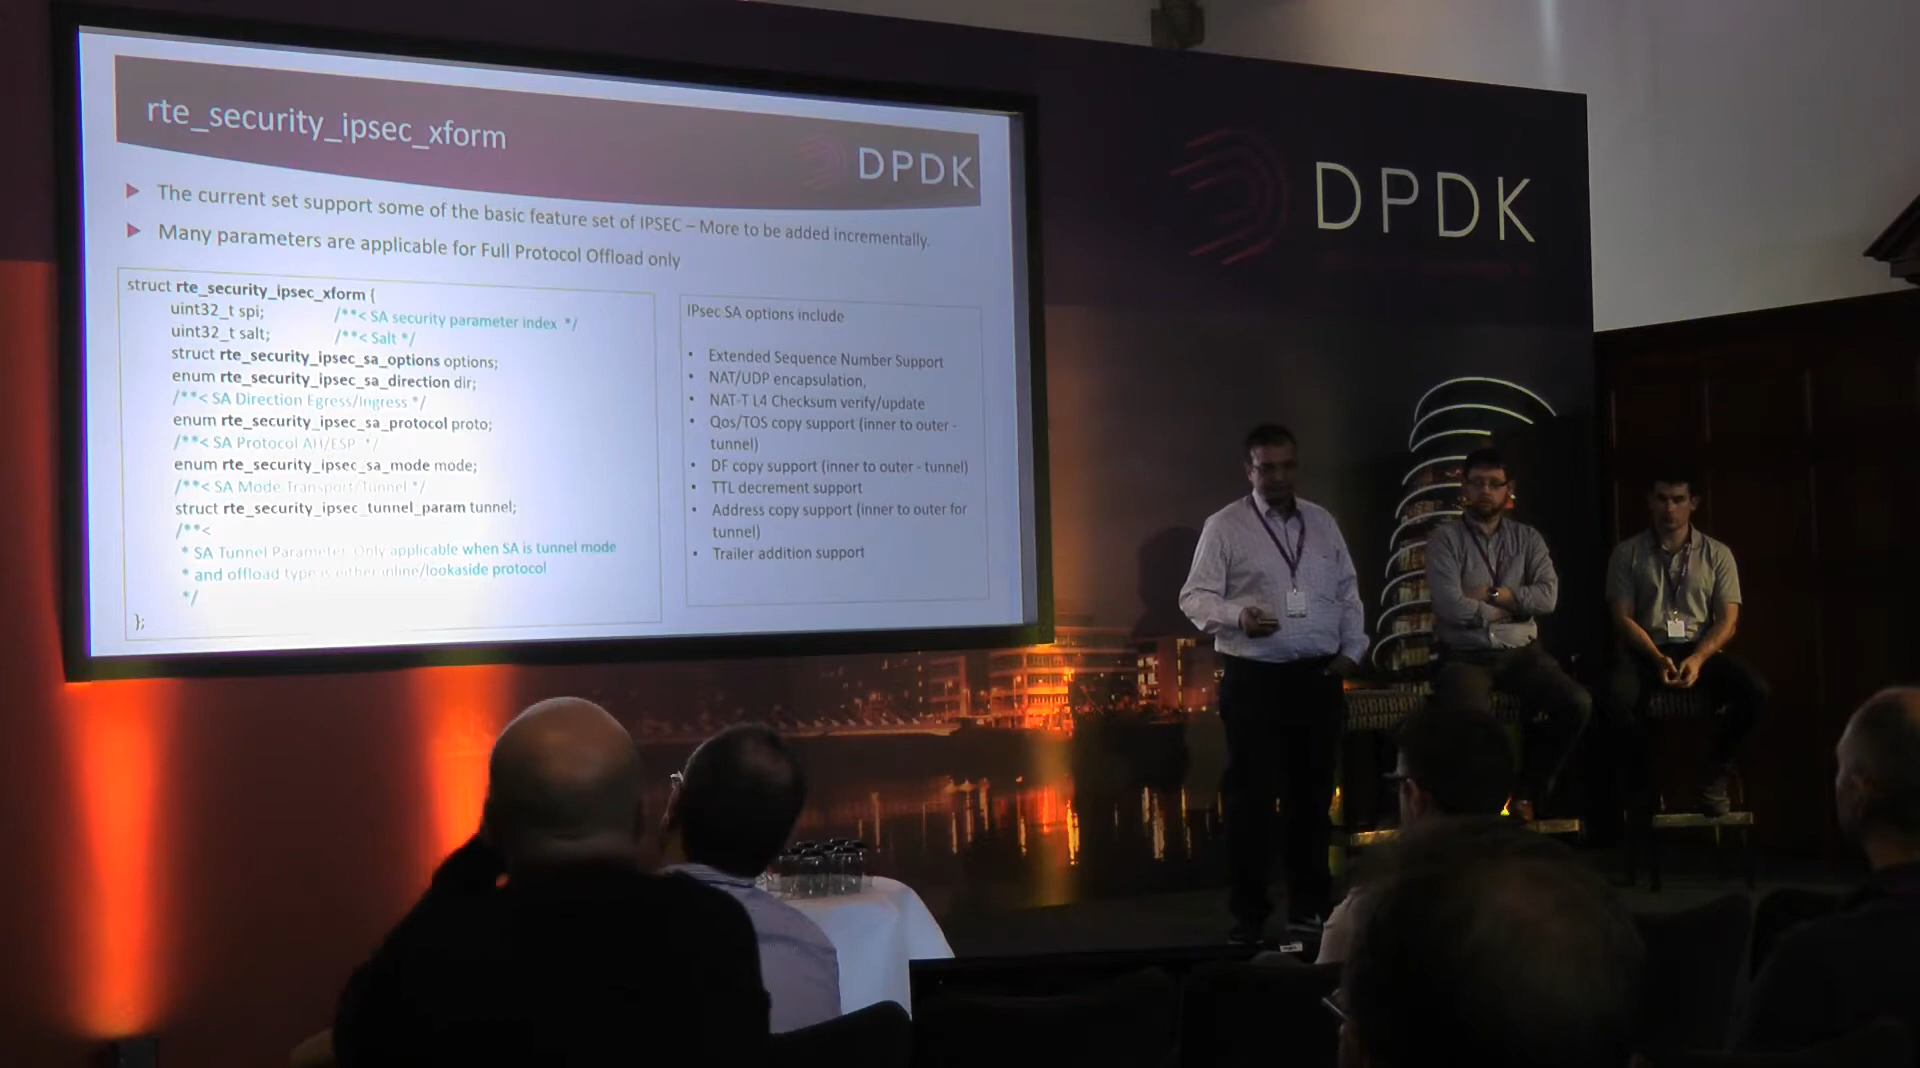 rte_security_ipsec_xform
DPDK
The current set support some of the basic feature set of IPSEC – More to be added incrementally.
Many parameters are applicable for Full Protocol Offload only
struct rte_security_ipsec_xform {
uint32_t spi; /**< SA security parameter index */
uint32_t salt; /**< Salt */
struct rte_security_ipsec_sa_options options;
enum rte_security_ipsec_sa_direction dir;
/**< SA Direction Egress/Ingress */
enum rte_security_ipsec_sa_protocol proto;
/**< SA Protocol AH/ESP */
enum rte_security_ipsec_sa_mode mode;
/**< SA Mode Transport/Tunnel */
struct rte_security_ipsec_tunnel_param tunnel;
/**<
* SA Tunnel Parameter. Only applicable when SA is tunnel mode
* and offload type is either inline/lookaside protocol
*/
};
IPsec SA options include
• Extended Sequence Number Support
• NAT/UDP encapsulation,
• NAT-T L4 Checksum verify/update
• Qos/TOS copy support (inner to outer -
tunnel)
• DF copy support (inner to outer - tunnel)
• TTL decrement support
• Address copy support (inner to outer for
tunnel)
• Trailer addition support
DPDK